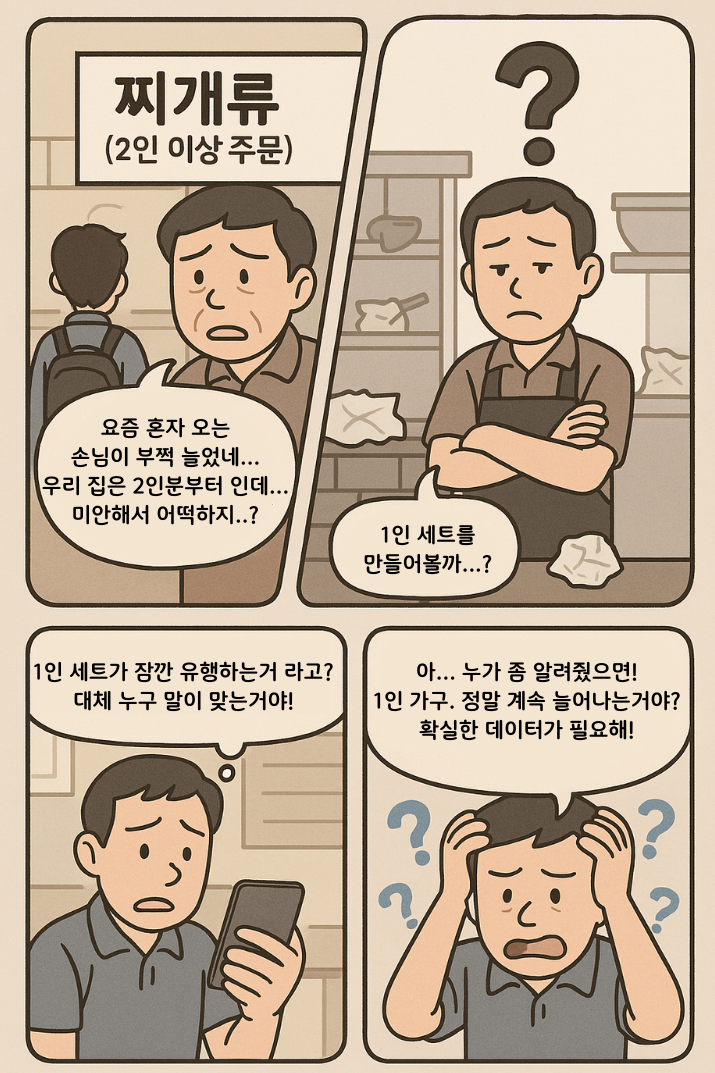 찌개류
(2인 이상 주문)
요즘 혼자 오는
손님이 부쩍 늘었네...
우리 집은 2인분부터 인데...
미안해서 어떡하지..?
?
1인 세트를
만들어볼까...?
1인 세트가 잠깐 유행하는거 라고?
대체 누구 말이 맞는거야!
아... 누가 좀 알려줬으면!
1인 가구. 정말 계속 늘어나는거야?
확실한 데이터가 필요해!
? ?
? ?